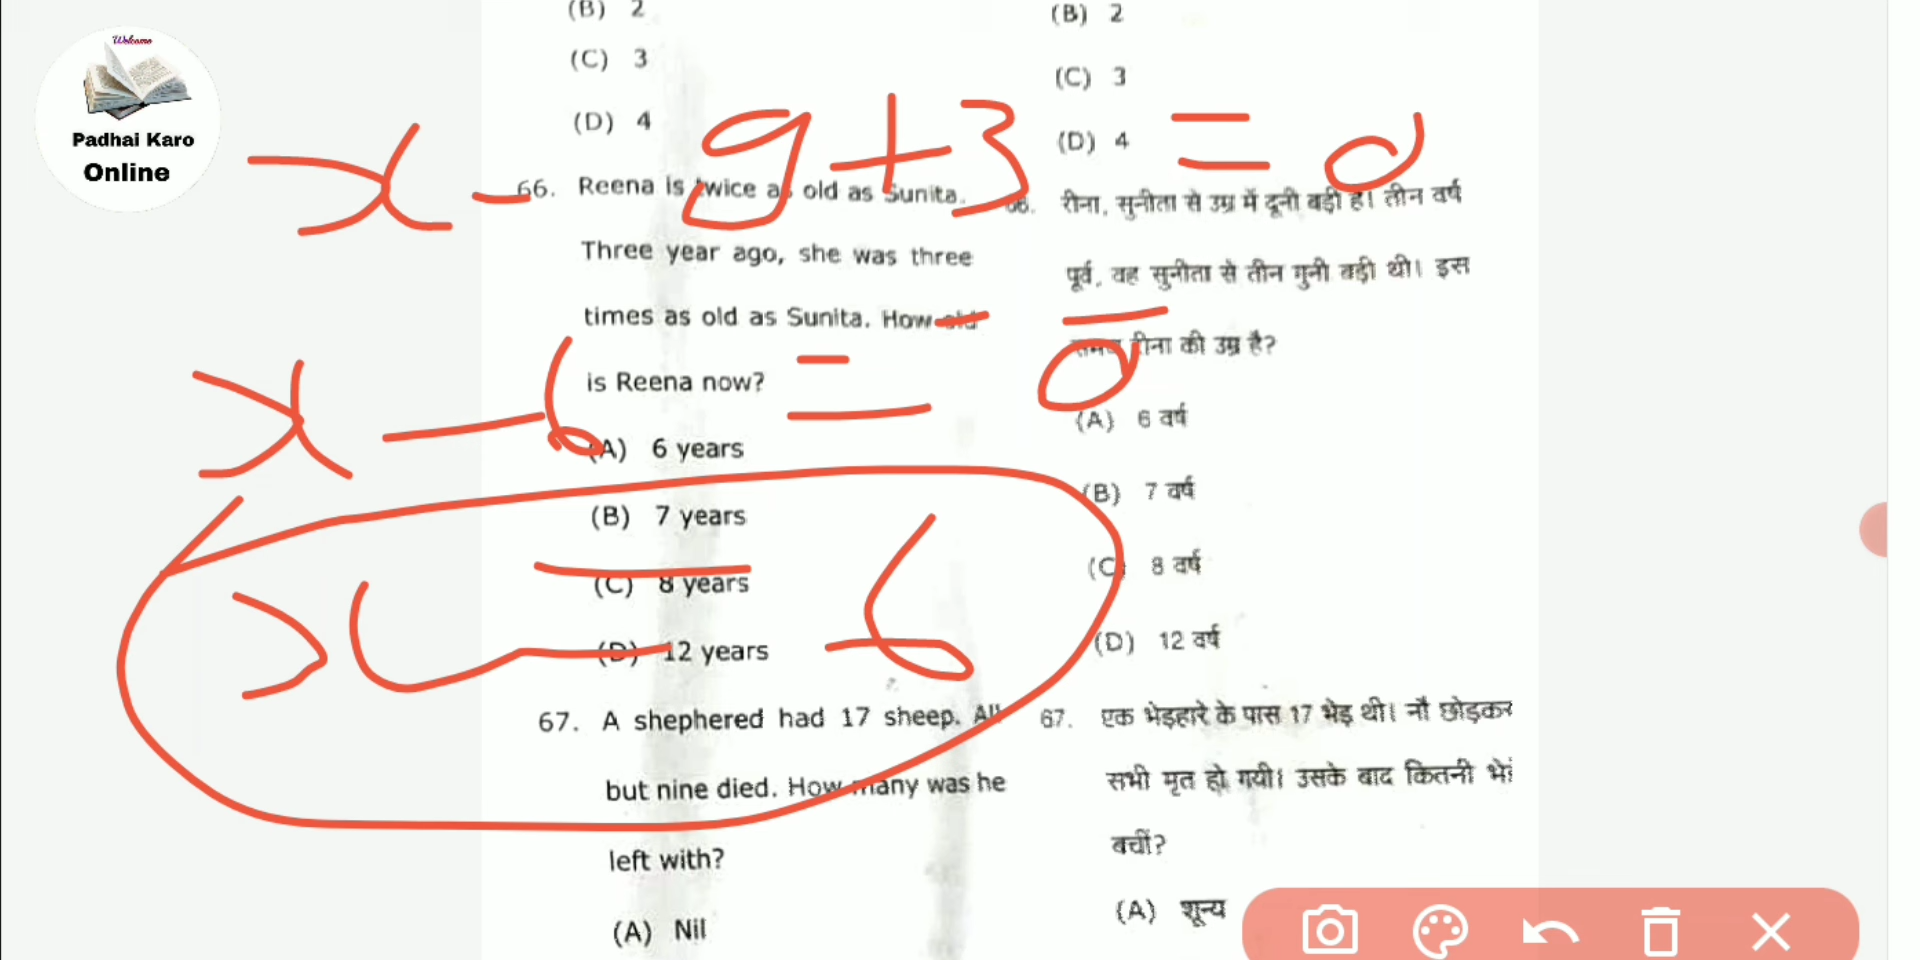 Welcome
Padhai Karo
Online
(B) 2
(C) 3
(D) 4
66. Reena is twice as old as Sunita.
Three year ago, she was three
times as old as Sunita. How old
is Reena now?
(A) 6 years
(B) 7 years
(C) 8 years
(D) 12 years
67. A shephered had 17 sheep. All
but nine died. How many was he
left with?
(A) Nil
(B) 2
(C) 3
(D) 4
66. रीना, सुनीता से उम्र में दूनी बड़ी है। तीन वर्ष
पूर्व, वह सुनीता से तीन गुनी बड़ी थी। इस
समय रीना की उम्र है?
(A) 6 वर्ष
(B) 7 वर्ष
(C) 8 वर्ष
(D) 12 वर्ष
67. एक भेड़हारे के पास 17 भेड़ थी। नौ छोड़कर
सभी मृत हो गयी। उसके बाद कितनी
बचीं?
(A) शून्य
x - 9 + 3 = 0
x - 6 = 0
x = 6